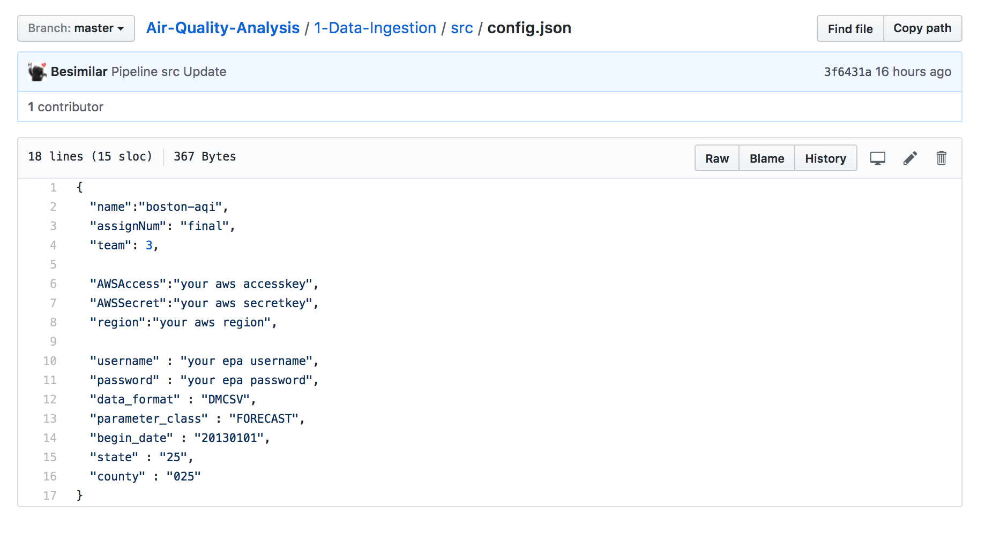 Branch: master
Air-Quality-Analysis / 1-Data-Ingestion / src / config.json
Find file
Copy path
Besimilar Pipeline src Update
3f6431a 16 hours ago
1 contributor
18 lines (15 sloc)
367 Bytes
Raw
Blame
History
1 {
2 "name":"boston-aqi",
3 "assignNum": "final",
4 "team": 3,
5
6 "AWSAccess":"your aws accesskey",
7 "AWSSecret":"your aws secretkey",
8 "region":"your aws region",
9
10 "username" : "your epa username",
11 "password" : "your epa password",
12 "data_format" : "DMCSV",
13 "parameter_class" : "FORECAST",
14 "begin_date" : "20130101",
15 "state" : "25",
16 "county" : "025"
17 }